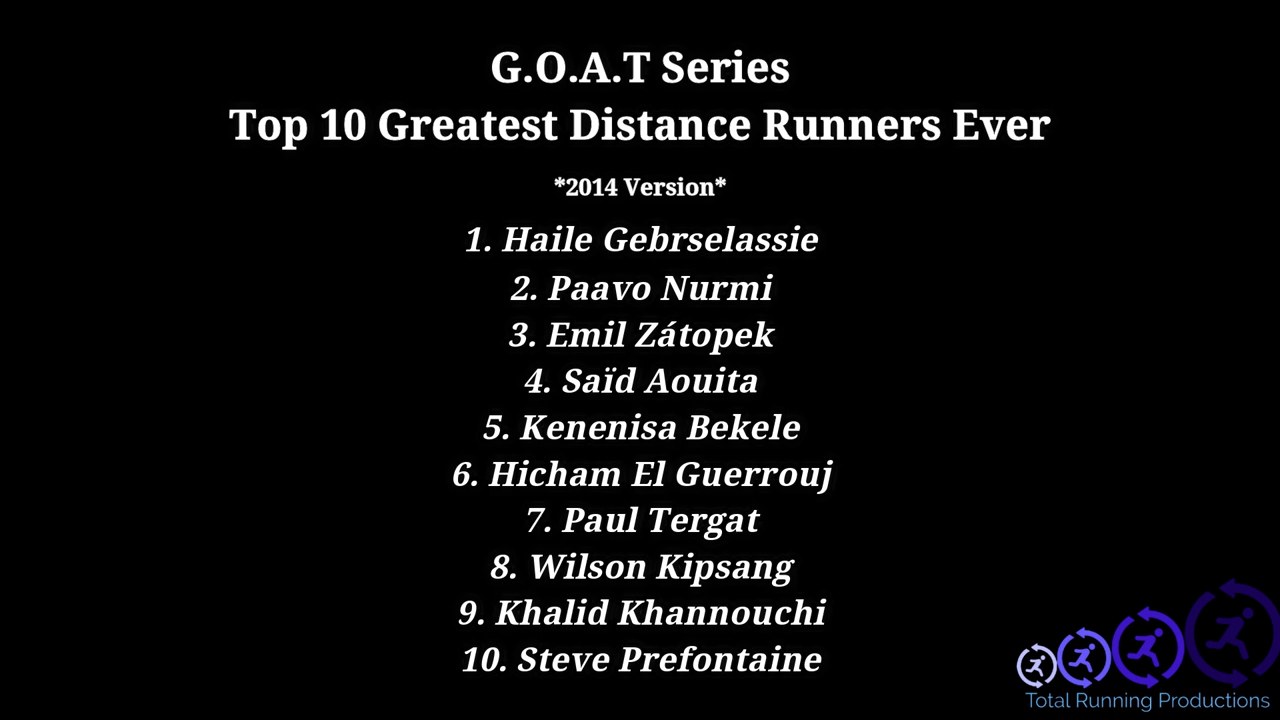 G.O.A.T Series
Top 10 Greatest Distance Runners Ever
*2014 Version*
1. Haile Gebrselassie
2. Paavo Nurmi
3. Emil Zátopek
4. Saïd Aouita
5. Kenenisa Bekele
6. Hicham El Guerrouj
7. Paul Tergat
8. Wilson Kipsang
9. Khalid Khannouchi
10. Steve Prefontaine
Total Running Productions